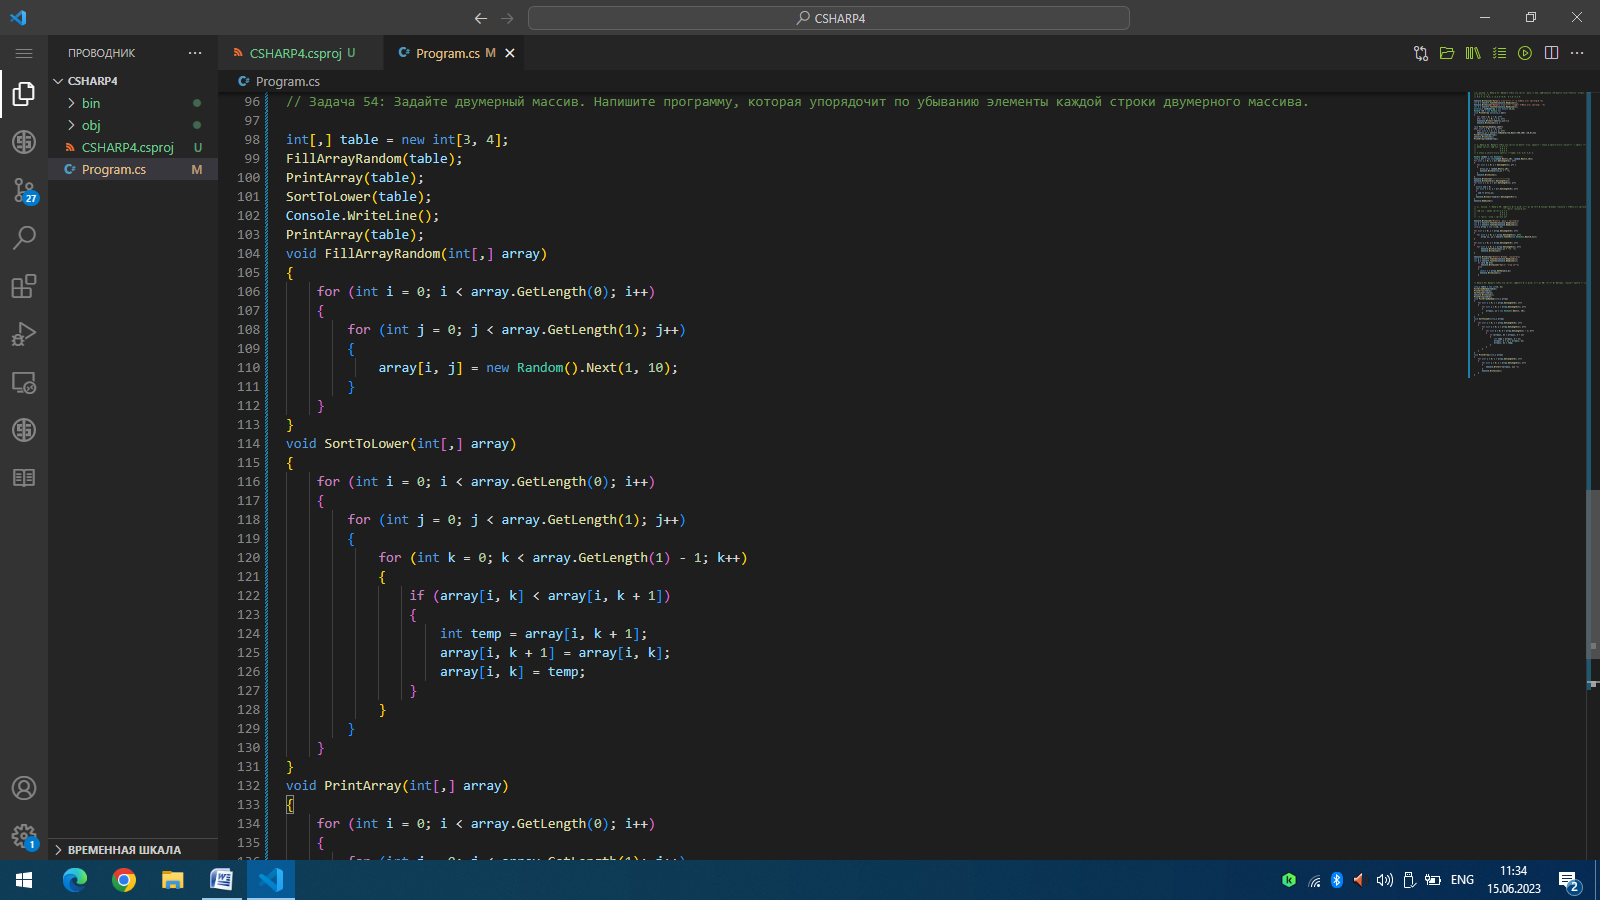 CSHARP4
ПРОВОДНИК
CSHARP4.csproj U
Program.cs M
CSHARP4
bin
obj
CSHARP4.csproj U
Program.cs M
27
1
ВРЕМЕННАЯ ШКАЛА
Program.cs
96 // Задача 54: Задайте двумерный массив. Напишите программу, которая упорядочит по убыванию элементы каждой строки двумерного массива.
97
98 int[,] table = new int[3, 4];
99 FillArrayRandom(table);
100 PrintArray(table);
101 SortToLower(table);
102 Console.WriteLine();
103 PrintArray(table);
104 void FillArrayRandom(int[,] array)
105 {
106 for (int i = 0; i < array.GetLength(0); i++)
107 {
108 for (int j = 0; j < array.GetLength(1); j++)
109 {
110 array[i, j] = new Random().Next(1, 10);
111 }
112 }
113 }
114 void SortToLower(int[,] array)
115 {
116 for (int i = 0; i < array.GetLength(0); i++)
117 {
118 for (int j = 0; j < array.GetLength(1); j++)
119 {
120 for (int k = 0; k < array.GetLength(1) - 1; k++)
121 {
122 if (array[i, k] < array[i, k + 1])
123 {
124 int temp = array[i, k + 1];
125 array[i, k + 1] = array[i, k];
126 array[i, k] = temp;
127 }
128 }
129 }
130 }
131 }
132 void PrintArray(int[,] array)
133 {
134 for (int i = 0; i < array.GetLength(0); i++)
135 {
136 for (int j = 0; j < array.GetLength(1); j++)
ENG
11:34
15.06.2023
2